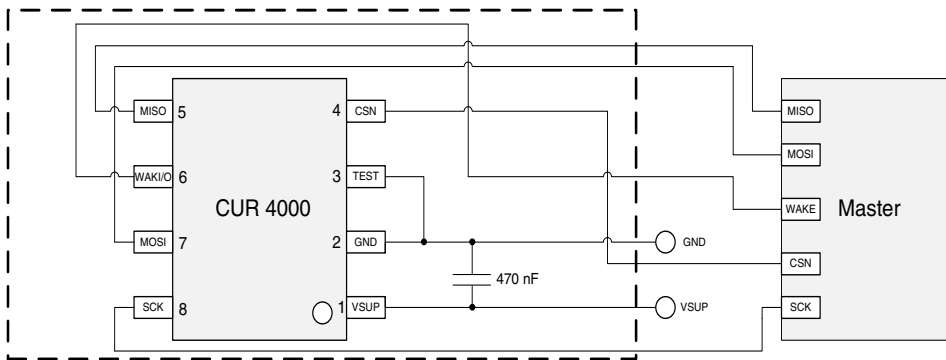 MISO 5 4 CSN MISO
MOSI
WAKI/O 6 3 TEST
CUR 4000 WAKE Master
MOSI 7 2 GND GND
CSN
470 nF
SCK 8 1 VSUP VSUP SCK